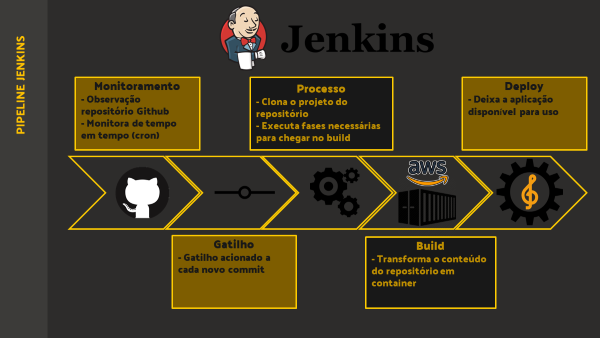 PIPELINE JENKINS
Jenkins
Monitoramento
- Observação
repositório Github
- Monitora de tempo
em tempo (cron)
Processo
- Clona o projeto do
repositório
- Executa fases necessárias
para chegar no build
Deploy
- Deixa a aplicação
disponível para uso
aws
Gatilho
- Gatilho acionado a
cada novo commit
Build
- Transforma o conteúdo
do repositório em
container